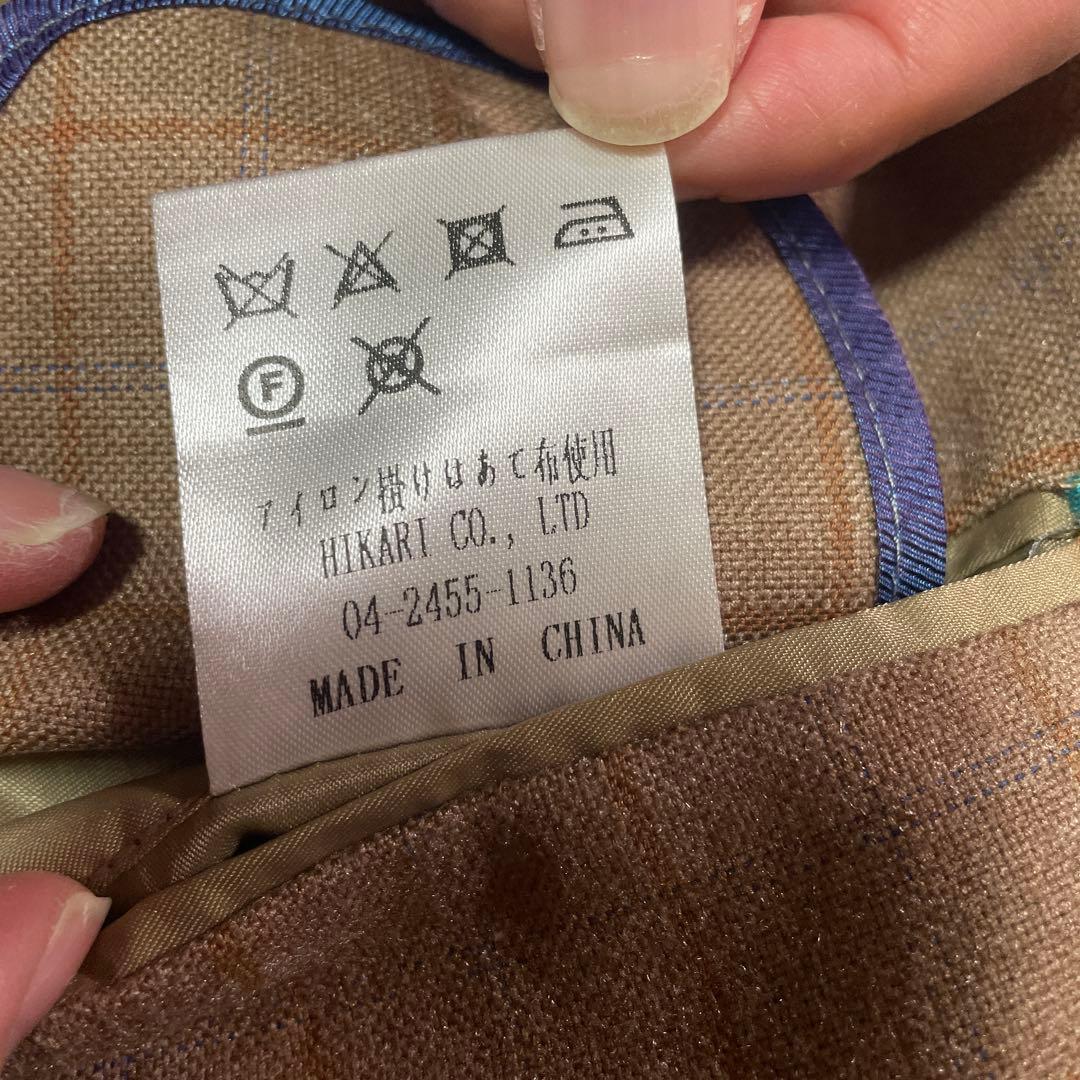 F
アイロン掛けはあて布使用
HIKARI CO., LTD
04-2455-1136
MADE IN CHINA